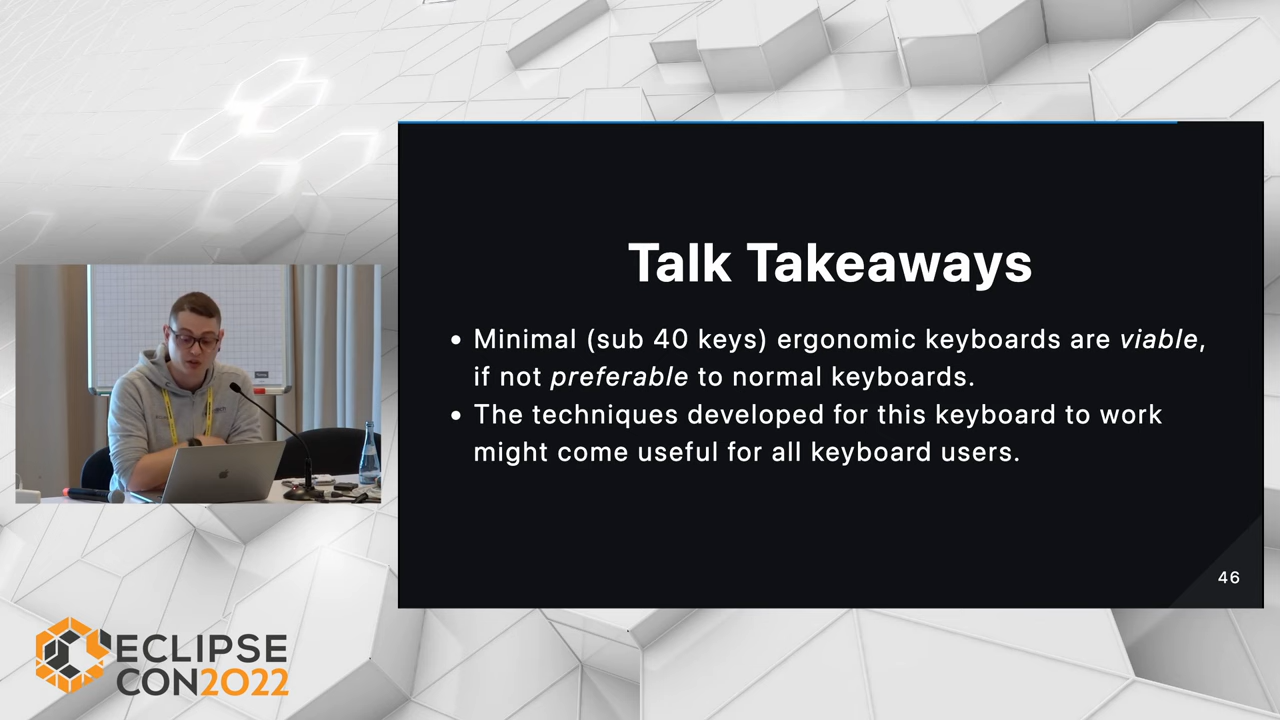 Talk Takeaways
• Minimal (sub 40 keys) ergonomic keyboards are viable,
if not preferable to normal keyboards.
• The techniques developed for this keyboard to work
might come useful for all keyboard users.
46
ECLIPSE
CON2022